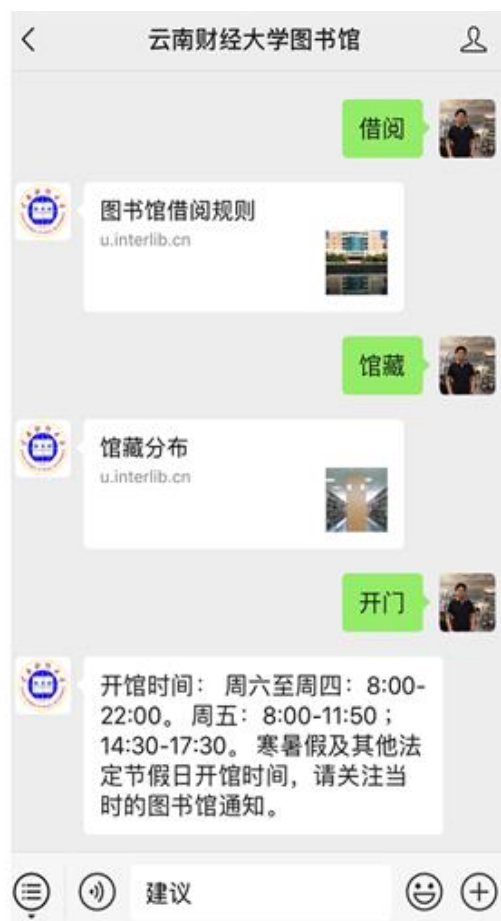 云南财经大学图书馆
借阅
图书馆借阅规则
u.interlib.cn
馆藏
馆藏分布
u.interlib.cn
开门
开馆时间： 周六至周四：8:00-
22:00。 周五：8:00-11:50；
14:30-17:30。 寒暑假及其他法
定节假日开馆时间，请关注当
时的图书馆通知。
建议